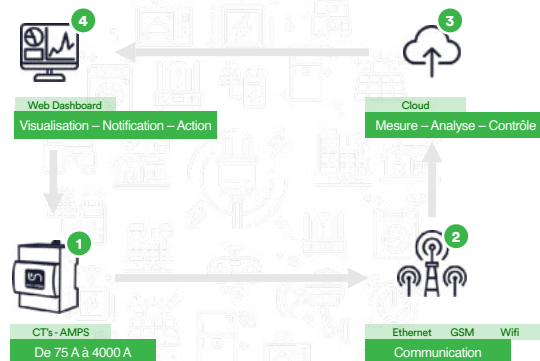 4
3
Web Dashboard
Visualisation – Notification – Action
Cloud
Mesure – Analyse – Contrôle
1
2
CT's - AMPS
De 75 A à 4000 A
Ethernet GSM Wifi
Communication